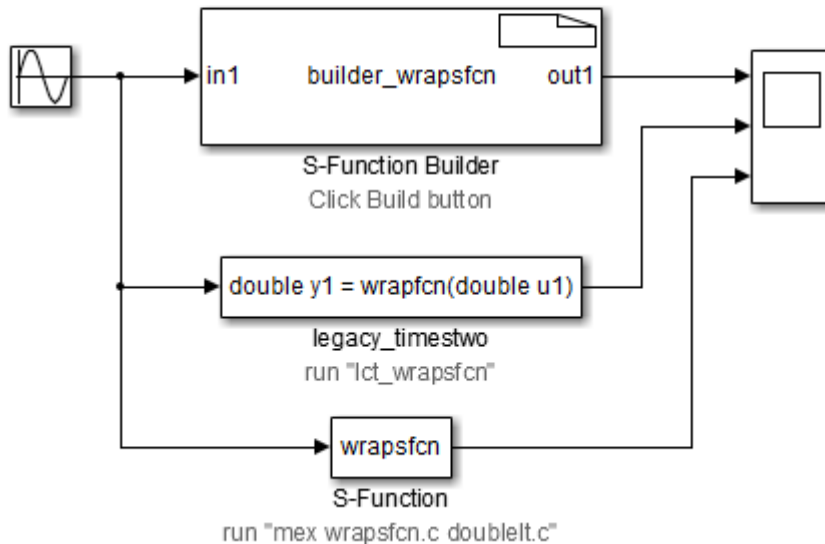 in1 builder_wrapsfcn out1
S-Function Builder
Click Build button
double y1 = wrapfcn(double u1)
legacy_timestwo
run "lct_wrapsfcn"
wrapsfcn
S-Function
run "mex wrapsfcn.c doubleIt.c"